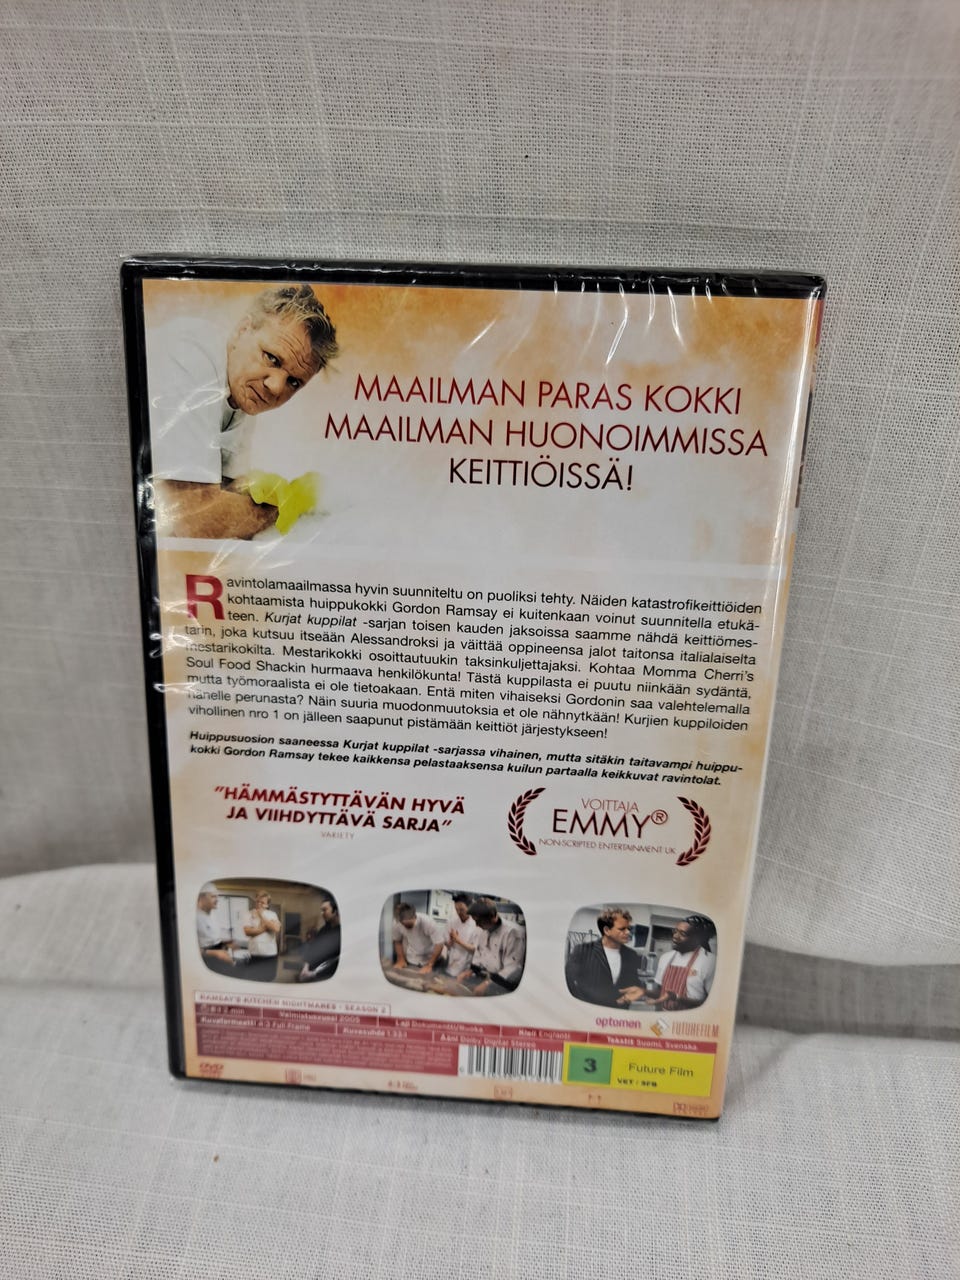 MAAILMAN PARAS KOKKI
MAAILMAN HUONOIMMISSA
KEITTIÖISSÄ!
Ravintolamaailmassa hyvin suunniteltu on puoliksi tehty. Näiden katastrofikeittiöiden
kohtaamista huippukokki Gordon Ramsay ei kuitenkaan voinut suunnitella etukä-
teen. Kurjat kuppilat -sarjan toisen kauden jaksoissa saamme nähdä keittiömes-
tarin, joka kutsuu itseään Alessandroksi ja väittää oppineensa jalot taitonsa italialaiselta
mestarikokilta. Mestarikokki osoittautuukin taksinkuljettajaksi. Kohtaa Momma Cherri's
Soul Food Shackin hurmaava henkilökunta! Tästä kuppilasta ei puutu niinkään sydäntä,
mutta työmoraalista ei ole tietoakaan. Entä miten vihaiseksi Gordonin saa valehtelemalla
hänelle perunasta? Näin suuria muodonmuutoksia et ole nähnytkään! Kurjien kuppiloiden
vihollinen nro 1 on jälleen saapunut pistämään keittiöt järjestykseen!
Huippusuosion saaneessa Kurjat kuppilat -sarjassa vihainen, mutta sitäkin taitavampi huippu-
kokki Gordon Ramsay tekee kaikkensa pelastaaksensa kuilun partaalla keikkuvat ravintolat.
"HÄMMÄSTYTTÄVÄN HYVÄ
JA VIIHDYTTÄVÄ SARJA"
VARIETY
VOITTAJA
EMMY®
NON-SCRIPTED ENTERTAINMENT UK
RAMSAY'S KITCHEN NIGHTMARES - SEASON 2
min Valmistusvuosi 2005 Laji Dokumentti/Ruoka Kieli Englanti
Kuvaformaatti 4:3 Full Frame Kuvasuhde 1.33:1 Ääni Dolby Digital Stereo Tekstit Suomi, Svenska
optomen
FUTUREFILM
3
Future Film
VET / SFB
DVD